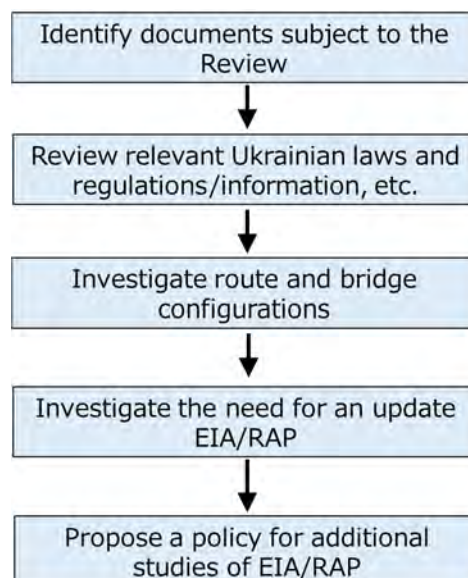 Identify documents subject to the
Review
Review relevant Ukrainian laws and
regulations/information, etc.
Investigate route and bridge
configurations
Investigate the need for an update
EIA/RAP
Propose a policy for additional
studies of EIA/RAP